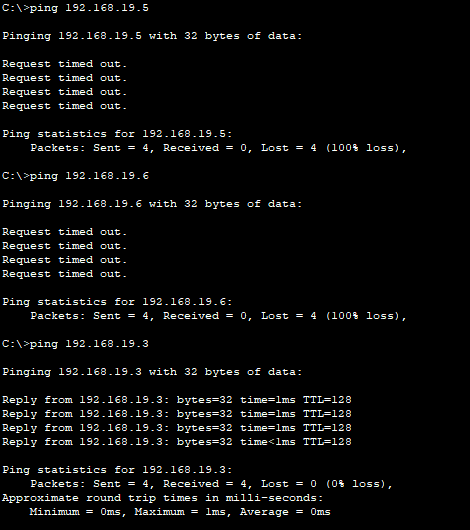 C:\>ping 192.168.19.5
Pinging 192.168.19.5 with 32 bytes of data:
Request timed out.
Request timed out.
Request timed out.
Request timed out.
Ping statistics for 192.168.19.5:
    Packets: Sent = 4, Received = 0, Lost = 4 (100% loss),
C:\>ping 192.168.19.6
Pinging 192.168.19.6 with 32 bytes of data:
Request timed out.
Request timed out.
Request timed out.
Request timed out.
Ping statistics for 192.168.19.6:
    Packets: Sent = 4, Received = 0, Lost = 4 (100% loss),
C:\>ping 192.168.19.3
Pinging 192.168.19.3 with 32 bytes of data:
Reply from 192.168.19.3: bytes=32 time=1ms TTL=128
Reply from 192.168.19.3: bytes=32 time=1ms TTL=128
Reply from 192.168.19.3: bytes=32 time=1ms TTL=128
Reply from 192.168.19.3: bytes=32 time<1ms TTL=128
Ping statistics for 192.168.19.3:
    Packets: Sent = 4, Received = 4, Lost = 0 (0% loss),
Approximate round trip times in milli-seconds:
    Minimum = 0ms, Maximum = 1ms, Average = 0ms